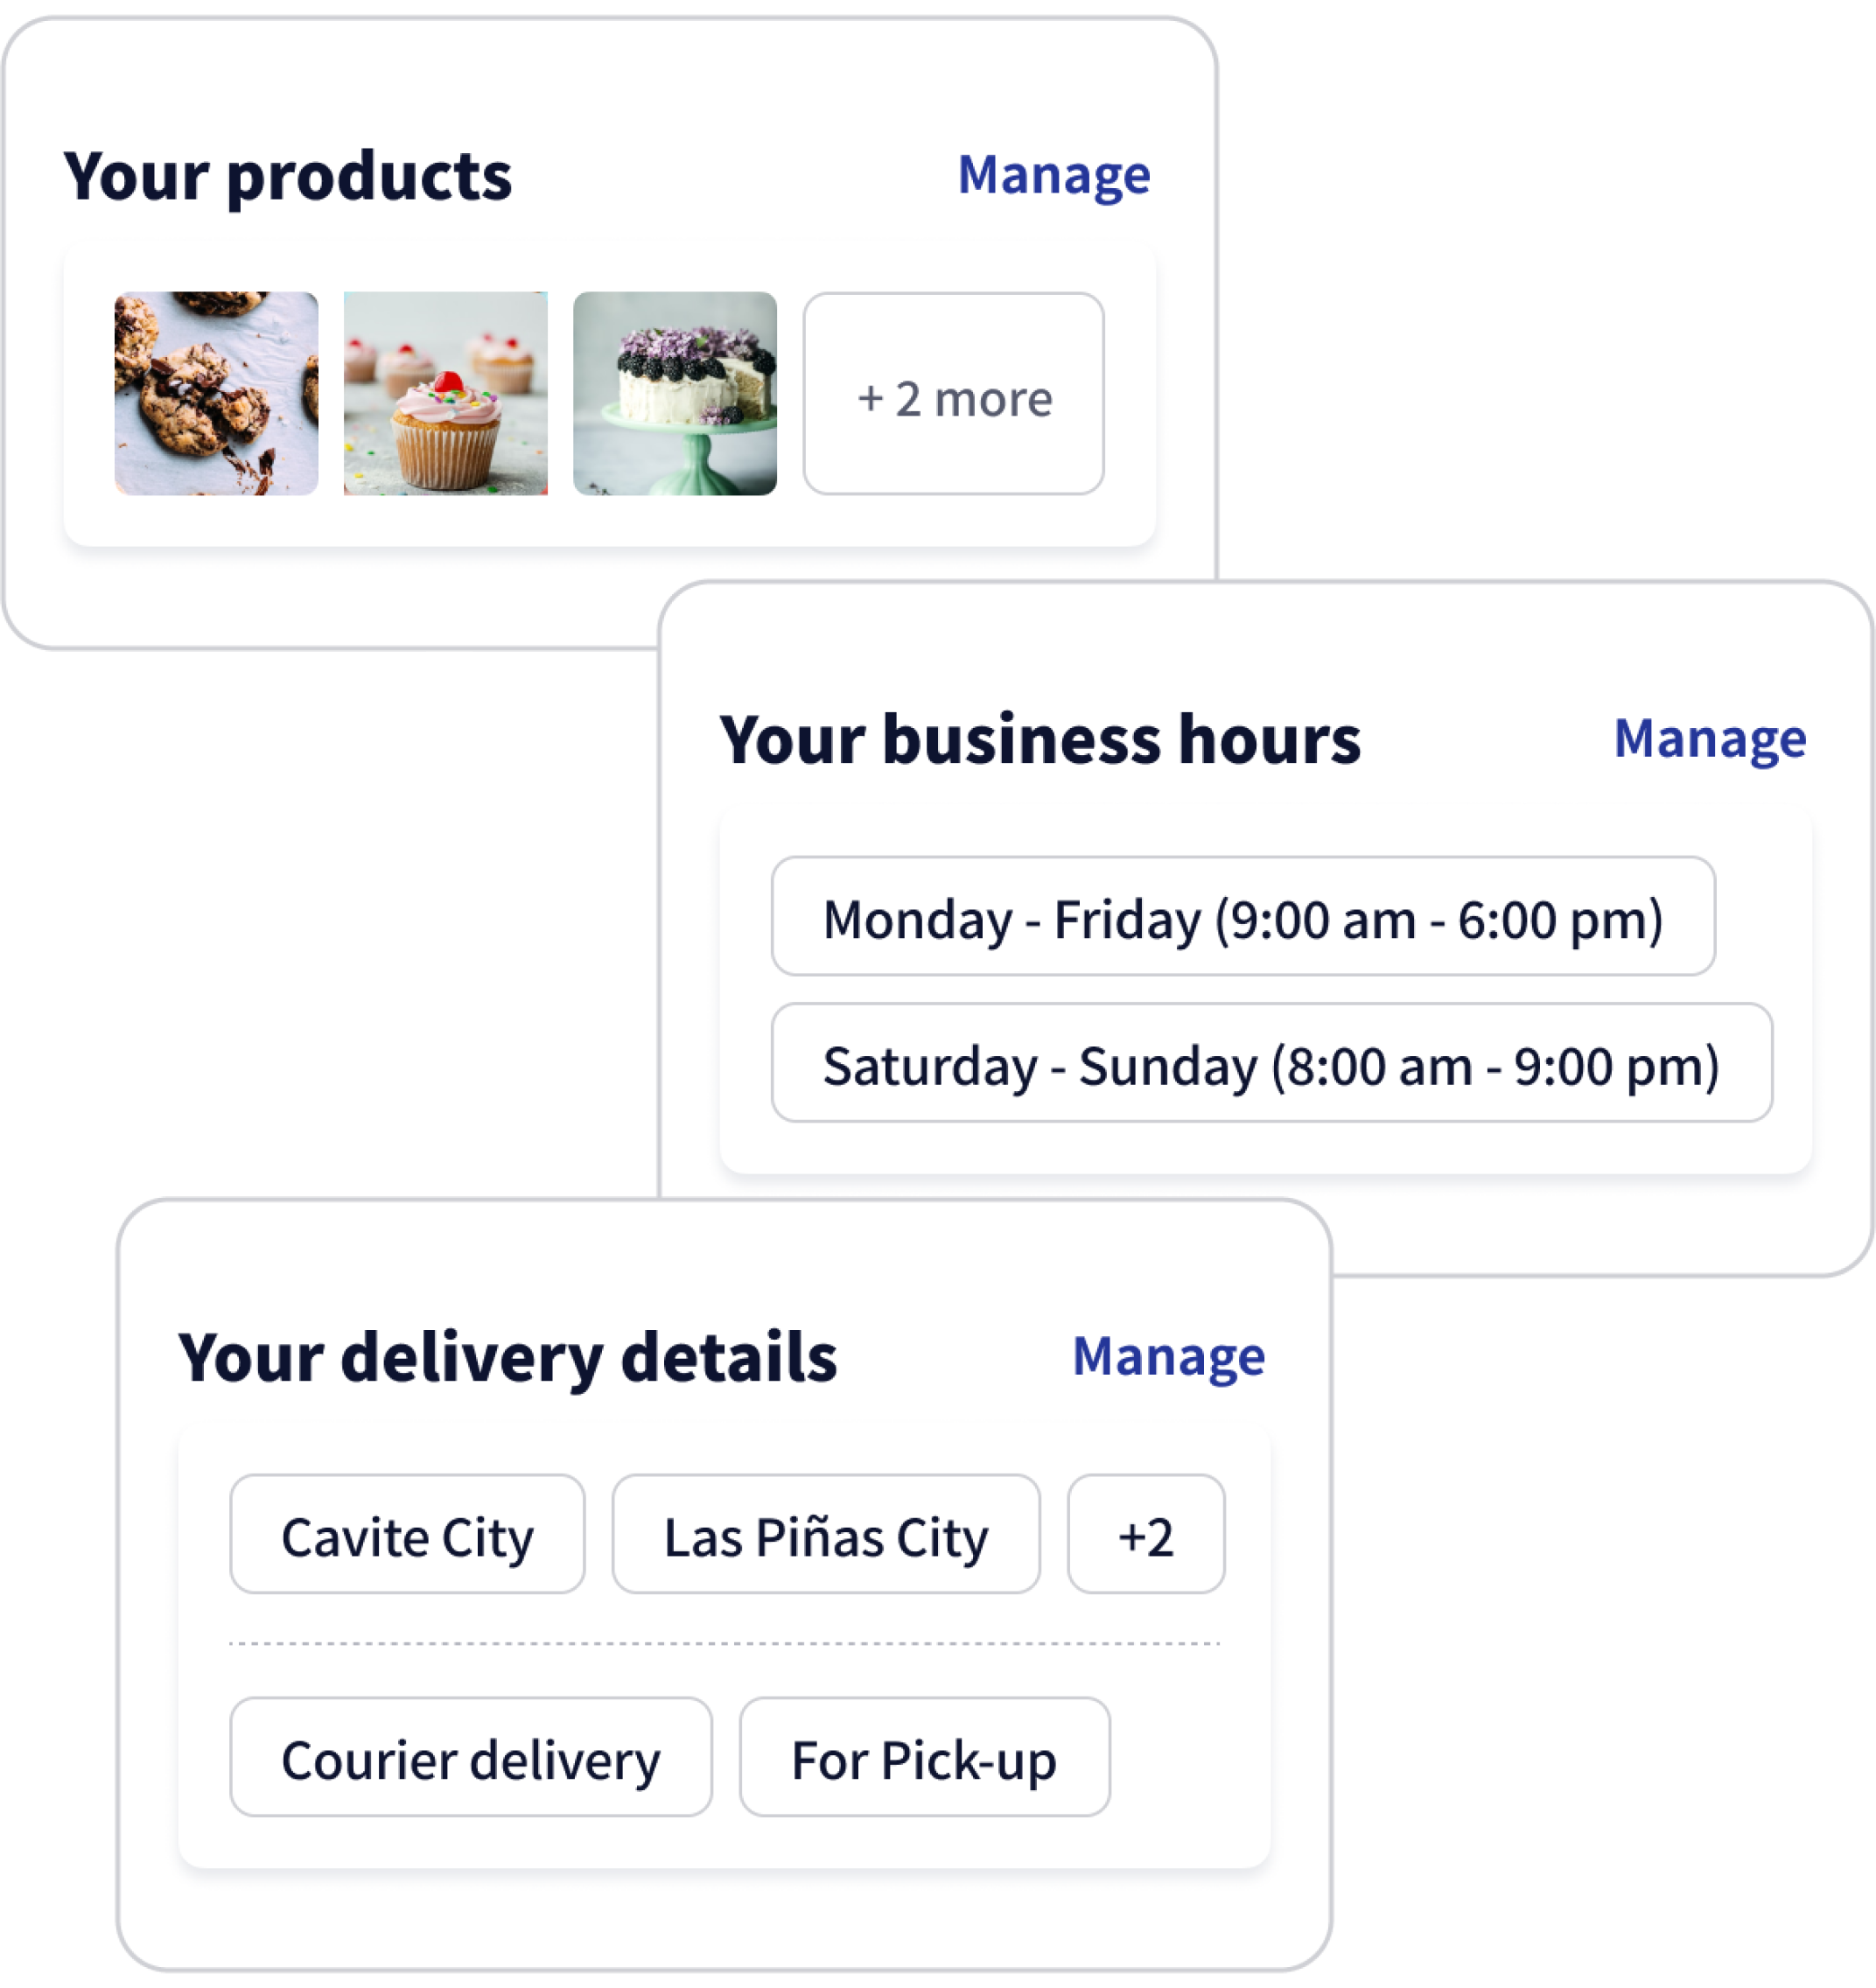 Your products
Manage
+ 2 more
Your business hours
Manage
Monday - Friday (9:00 am - 6:00 pm)
Saturday - Sunday (8:00 am - 9:00 pm)
Your delivery details
Manage
Cavite City
Las Piñas City
+2
Courier delivery
For Pick-up